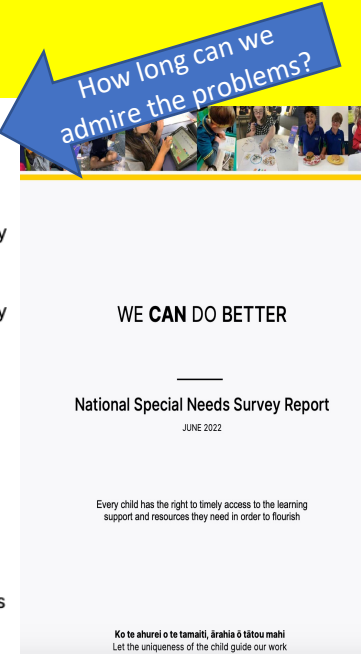 How long can we
admire the problems?
y
y
s
WE CAN DO BETTER
National Special Needs Survey Report
JUNE 2022
Every child has the right to timely access to the learning
support and resources they need in order to flourish
Ko te ahurei o te tamaiti, ārahia ō tātou mahi
Let the uniqueness of the child guide our work